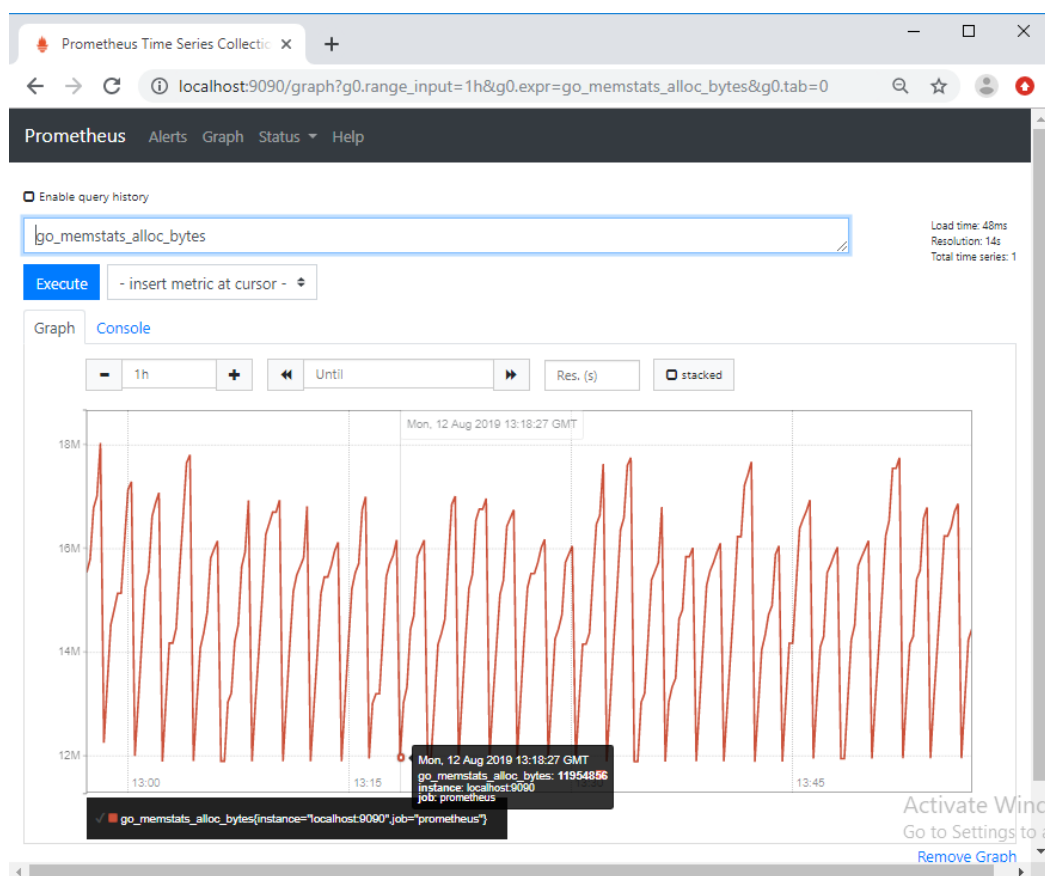 Prometheus Time Series Collectic
localhost:9090/graph?g0.range_input=1h&g0.expr=go_memstats_alloc_bytes&g0.tab=0
Prometheus Alerts Graph Status Help
Enable query history
go_memstats_alloc_bytes
Load time: 48ms
Resolution: 14s
Total time series: 1
Execute - insert metric at cursor -
Graph Console
1h Until Res. (s) stacked
Mon, 12 Aug 2019 13:18:27 GMT
18M
16M
14M
12M
13:00 13:15 13:45
Mon, 12 Aug 2019 13:18:27 GMT
go_memstats_alloc_bytes: 11954856
instance: localhost:9090
job: prometheus
go_memstats_alloc_bytes{instance="localhost:9090",job="prometheus"}
Activate Winc
Go to Settings to a
Remove Graph